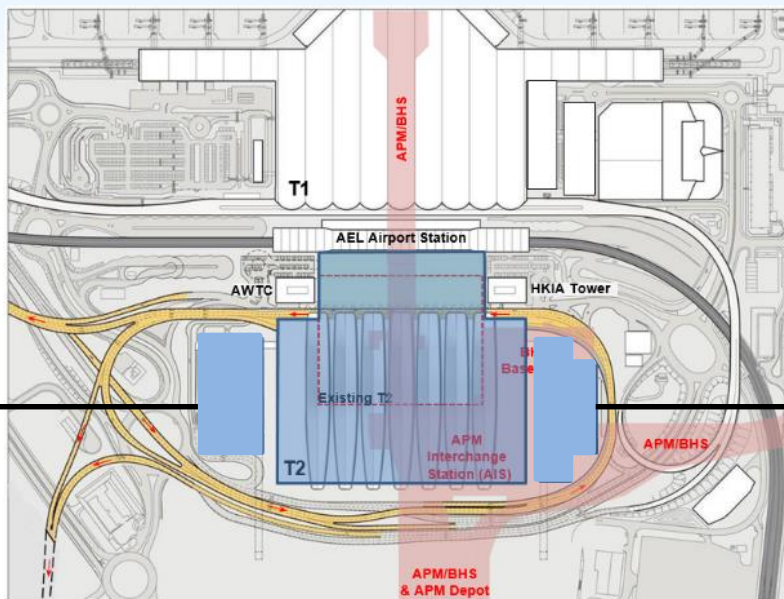 APM/BHS
T1
AEL Airport Station
AWTC
HKIA Tower
Existing T2
APM
Interchange
Station (AIS)
T2
APM/BHS
APM/BHS
& APM Depot